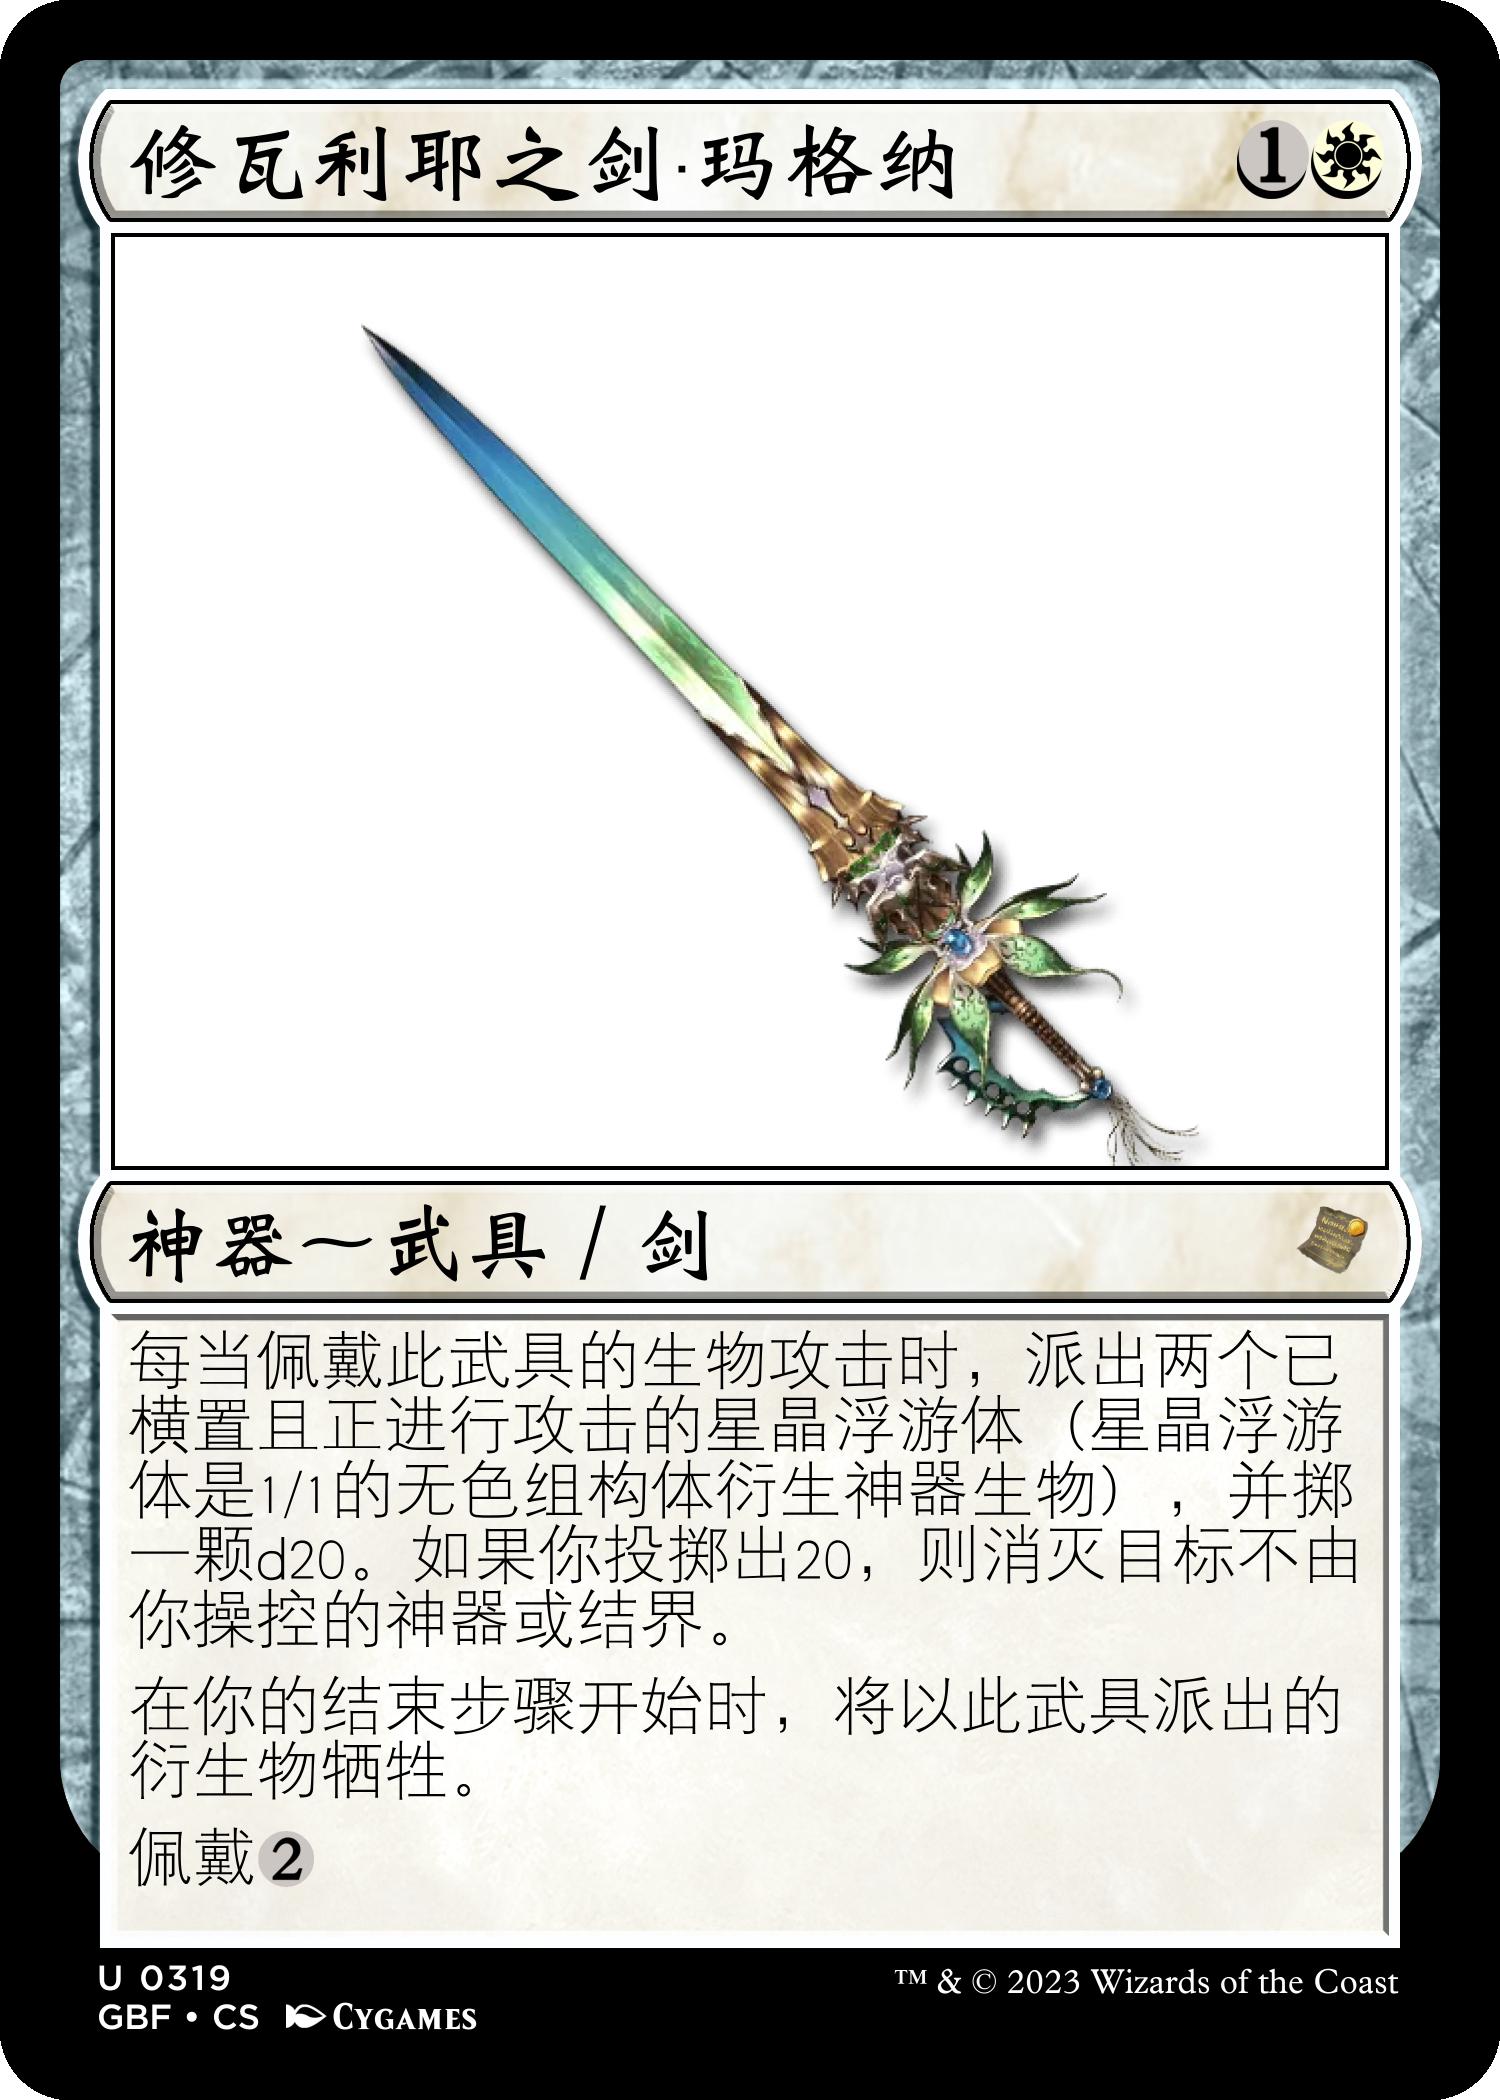 修瓦利耶之剑·玛格纳 1
神器～武具 / 剑
每当佩戴此武具的生物攻击时，派出两个已
横置且正进行攻击的星晶浮游体（星晶浮游
体是1/1的无色组构体衍生神器生物），并掷
一颗d20。如果你投掷出20，则消灭目标不由
你操控的神器或结界。
在你的结束步骤开始时，将以此武具派出的
衍生物牺牲。
佩戴2
U 0319
GBF • CS CYGAMES
™ & © 2023 Wizards of the Coast